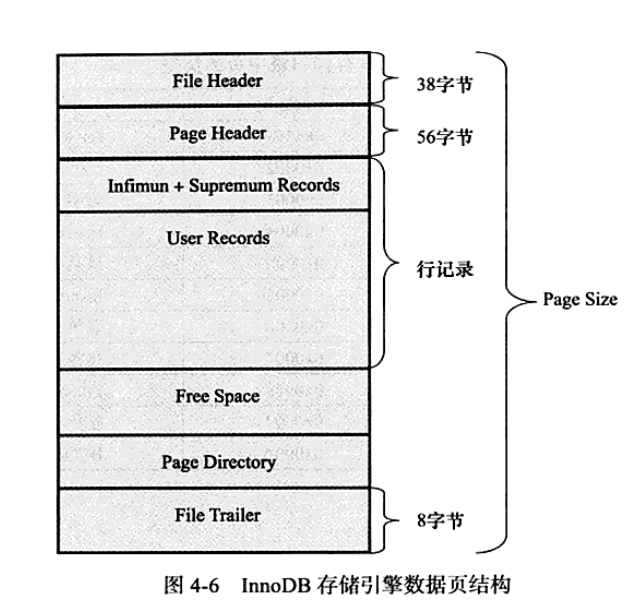 File Header
38字节
Page Header
56字节
Infimun + Supremum Records
User Records
行记录
Page Size
Free Space
Page Directory
File Trailer
8字节
图 4-6 InnoDB 存储引擎数据页结构